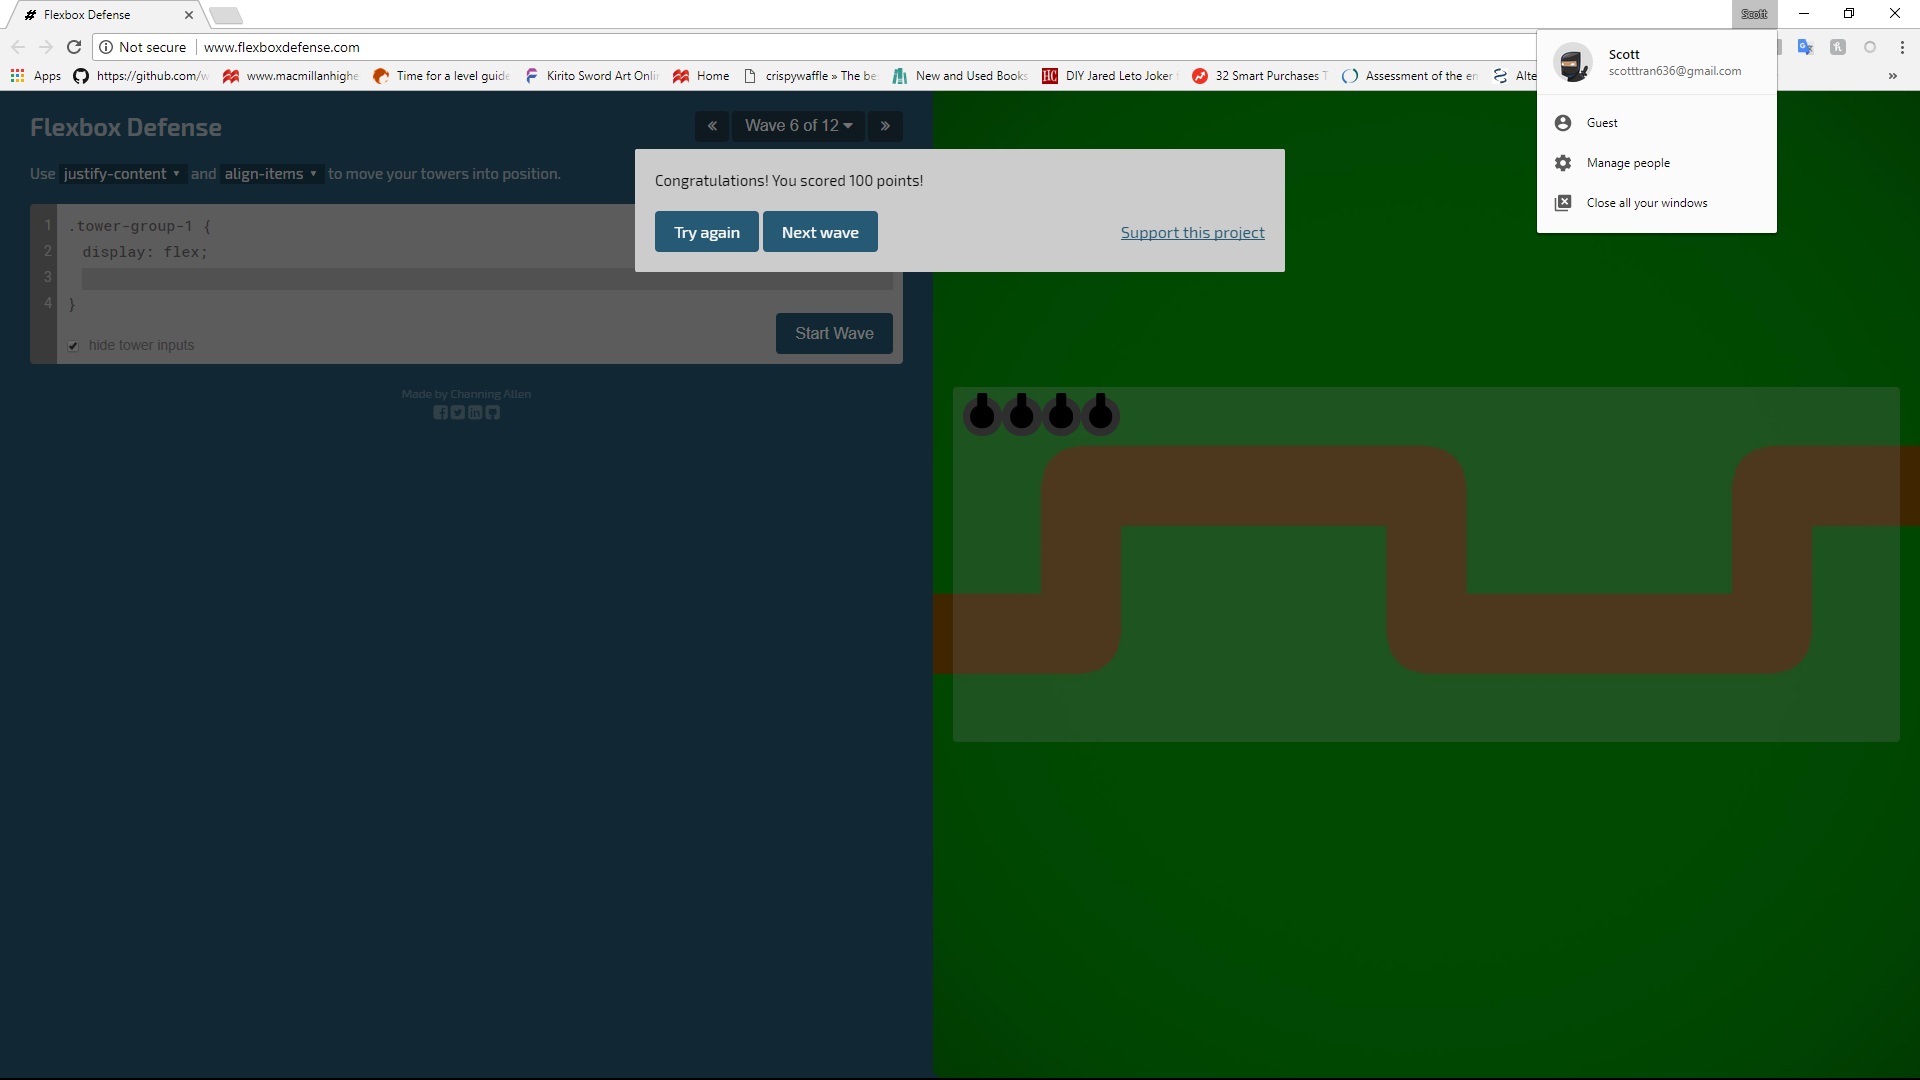 Flexbox Defense
Scott
Not secure
www.flexboxdefense.com
Apps
https://github.com/
www.macmillanhighe
Time for a level guide
Kirito Sword Art Onli
Home
crispywaffle » The be
New and Used Books
DIY Jared Leto Joker
32 Smart Purchases
Assessment of the en
Alte
»
Scott
scotttran636@gmail.com
Guest
Manage people
Close all your windows
Flexbox Defense
« Wave 6 of 12 »
Use justify-content and align-items to move your towers into position.
Congratulations! You scored 100 points!
Try again
Next wave
Support this project
1 .tower-group-1 {
2 display: flex;
3
4 }
hide tower inputs
Start Wave
Made by Channing Allen